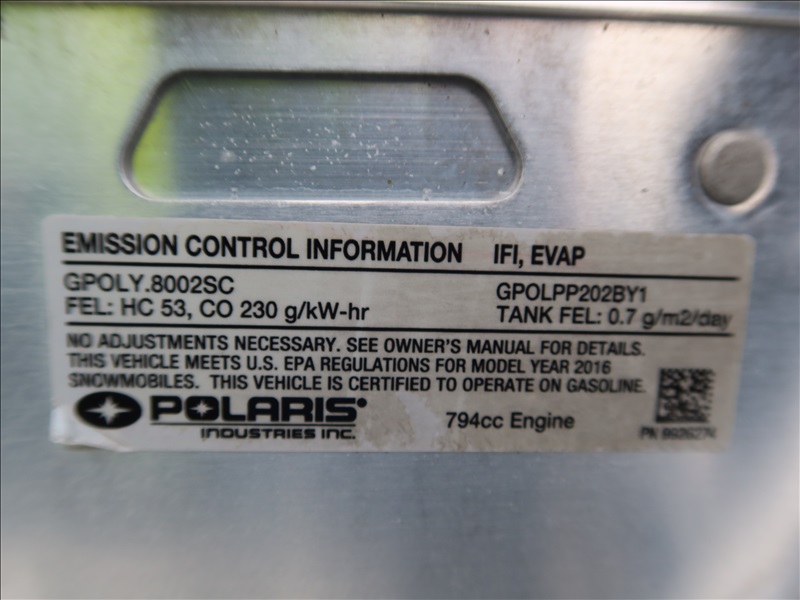 EMISSION CONTROL INFORMATION IFI, EVAP
GPOLY.8002SC GPOLPP202BY1
FEL: HC 53, CO 230 g/kW-hr TANK FEL: 0.7 g/m2/day
NO ADJUSTMENTS NECESSARY. SEE OWNER'S MANUAL FOR DETAILS.
THIS VEHICLE MEETS U.S. EPA REGULATIONS FOR MODEL YEAR 2016
SNOWMOBILES. THIS VEHICLE IS CERTIFIED TO OPERATE ON GASOLINE.
POLARIS
INDUSTRIES INC.
794cc Engine
PN